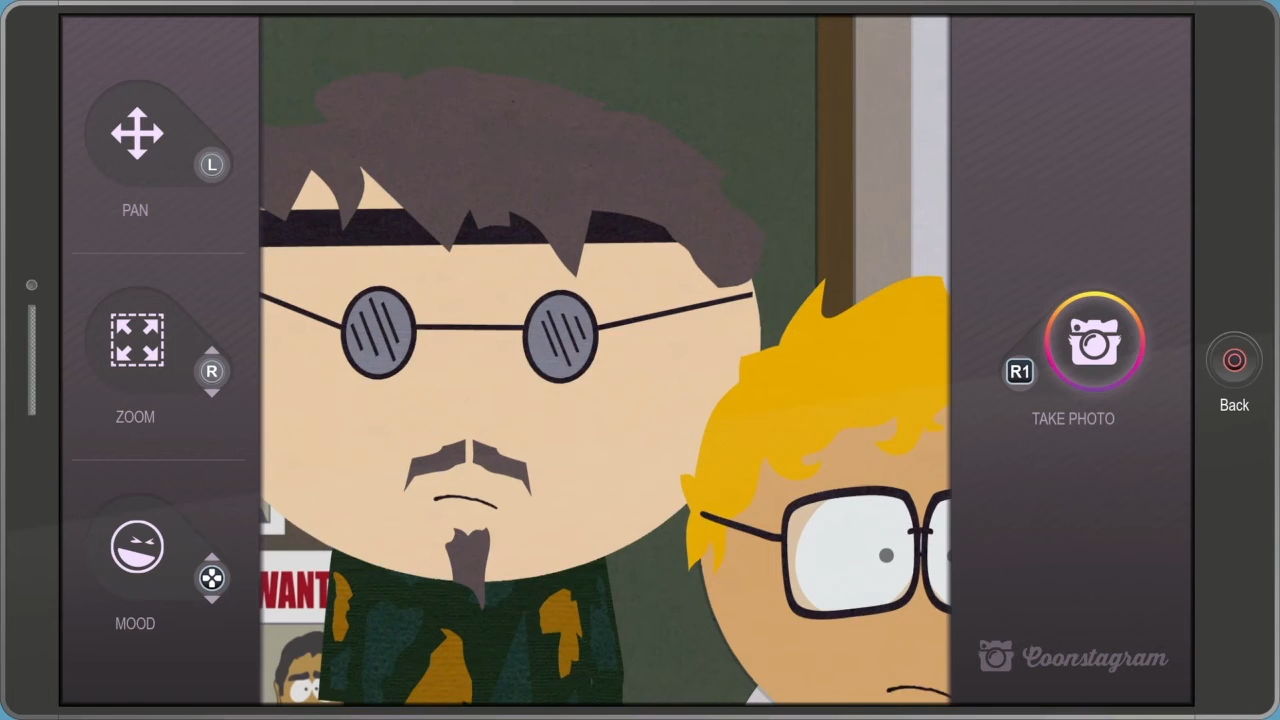 L
PAN
R
ZOOM
MOOD
WANT
R1
TAKE PHOTO
Back
Coonstagram